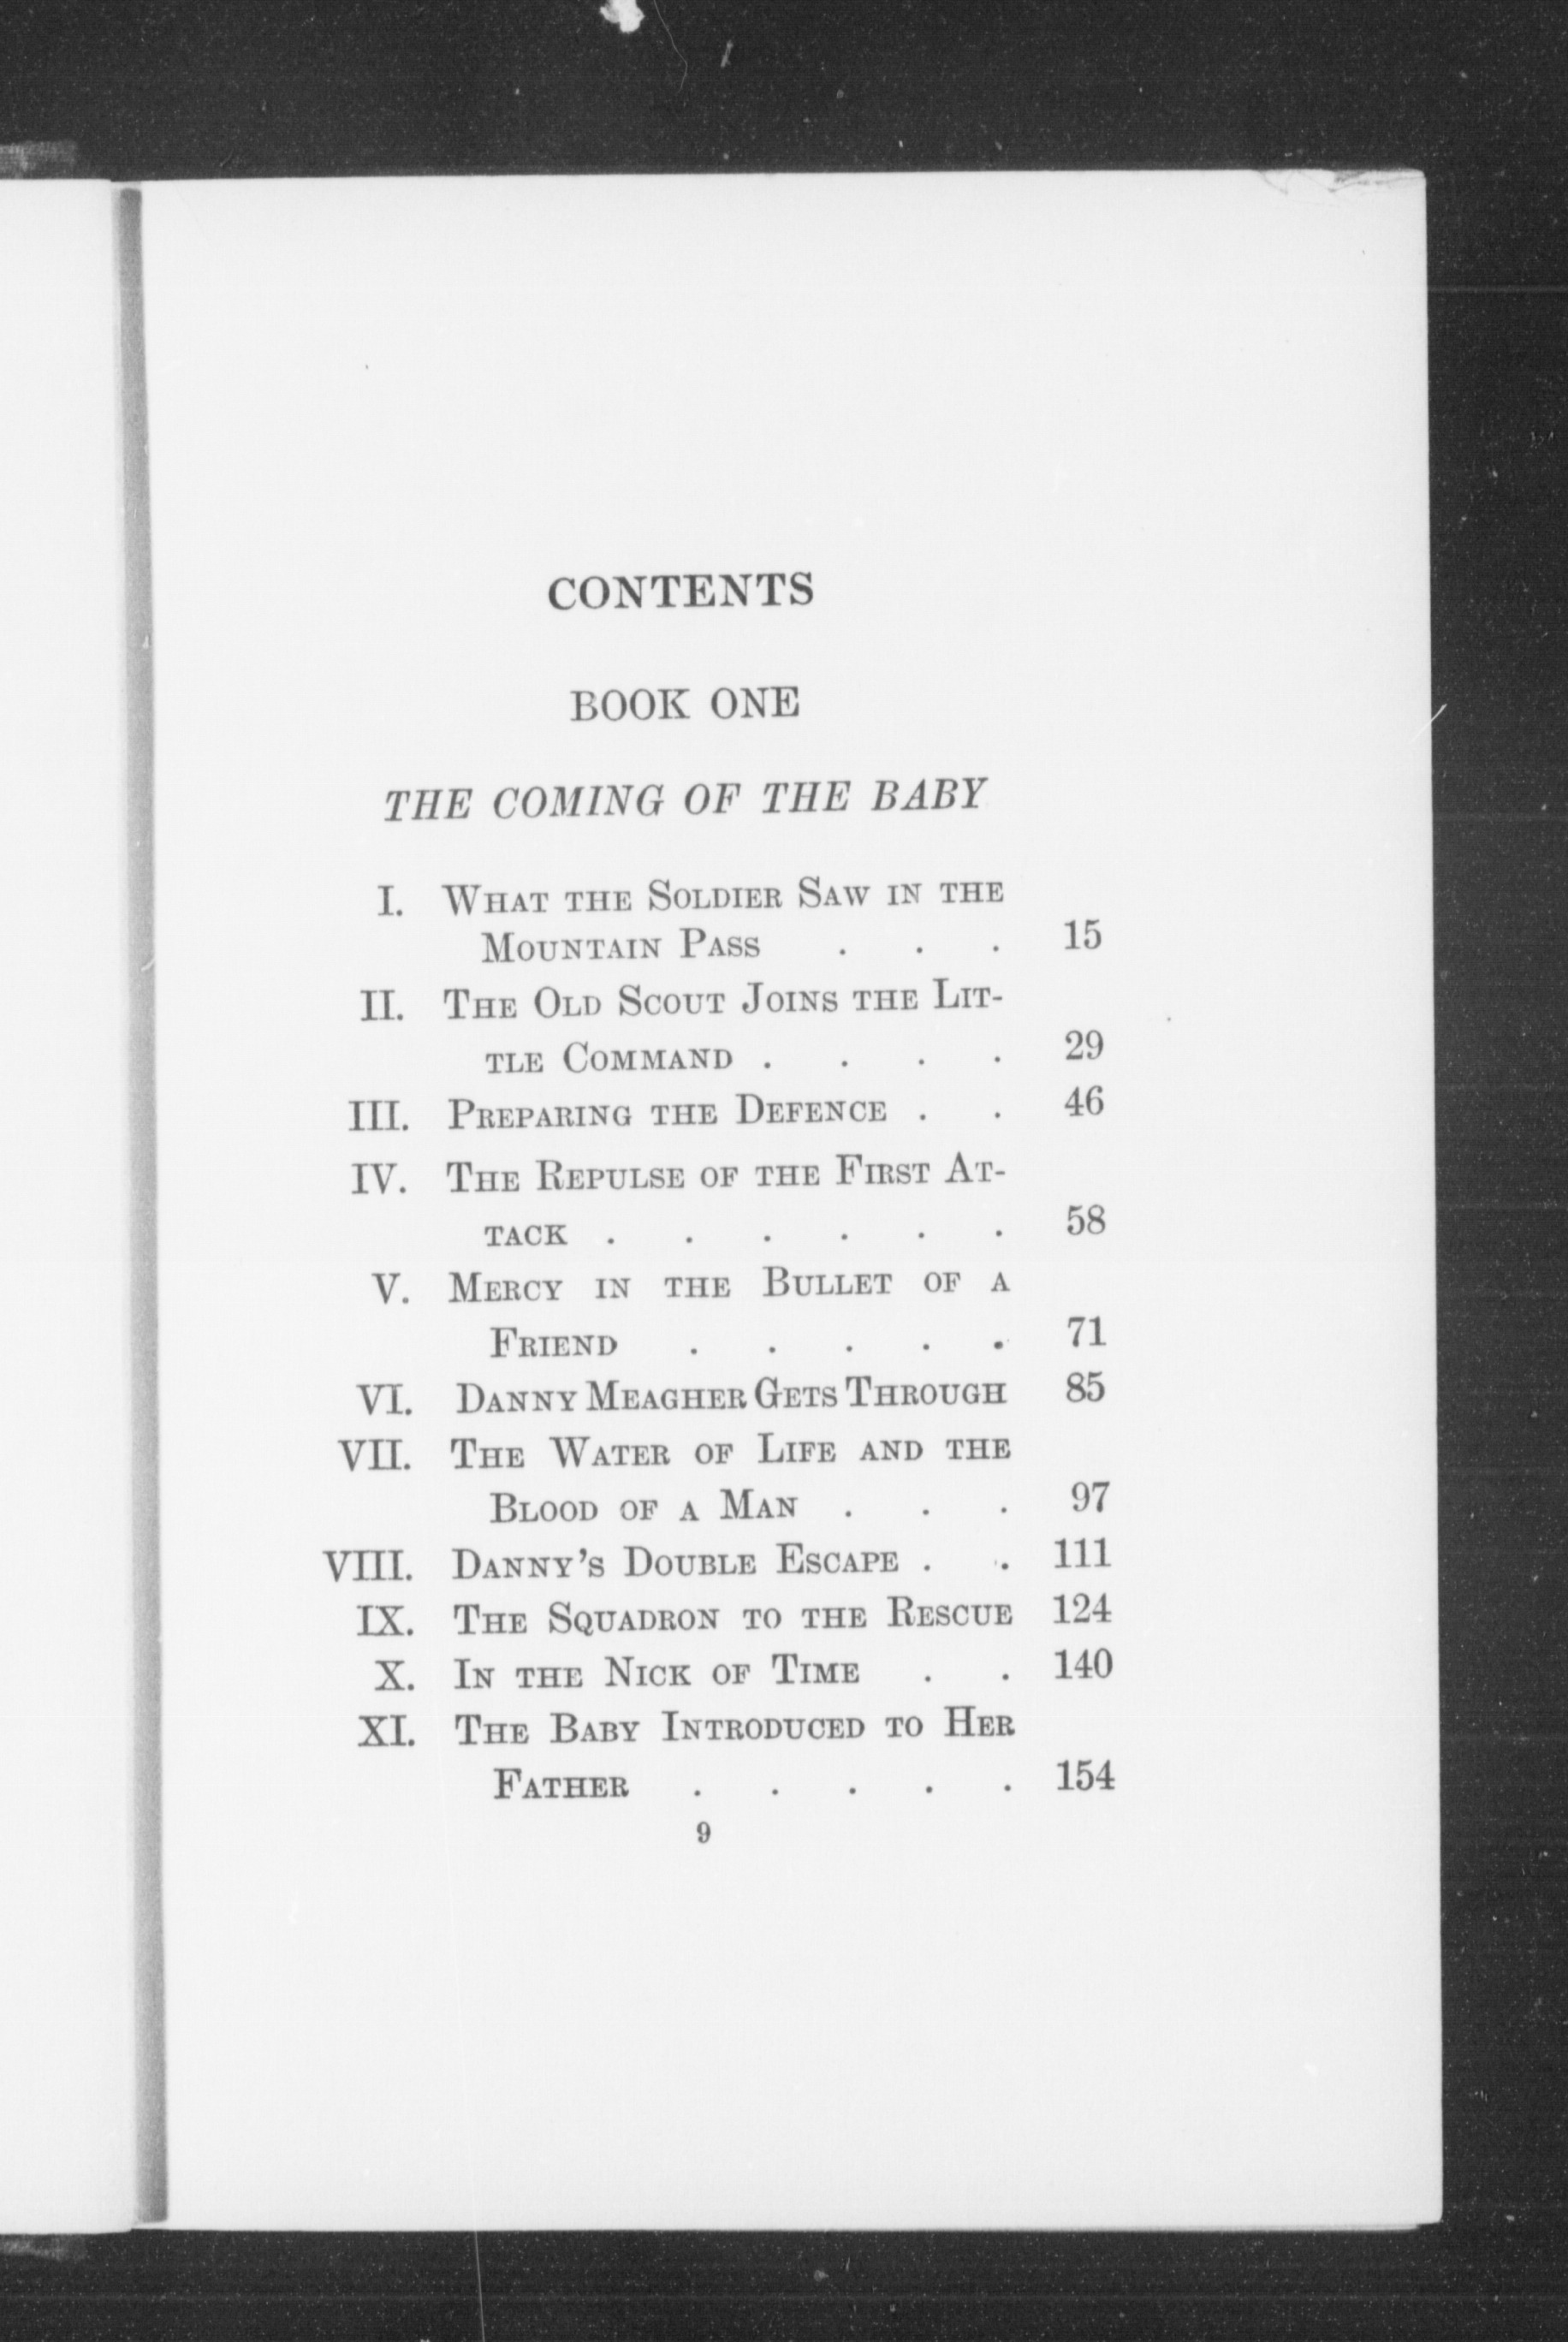 CONTENTS
BOOK ONE
THE COMING OF THE BABY
I. What the Soldier Saw in the
Mountain Pass . . . 15
II. The Old Scout Joins the Lit-
tle Command . . . . 29
III. Preparing the Defence . . 46
IV. The Repulse of the First At-
tack . . . . . . 58
V. Mercy in the Bullet of a
Friend . . . . . 71
VI. Danny Meagher Gets Through 85
VII. The Water of Life and the
Blood of a Man . . . 97
VIII. Danny's Double Escape . . 111
IX. The Squadron to the Rescue 124
X. In the Nick of Time . . 140
XI. The Baby Introduced to Her
Father . . . . . 154
9